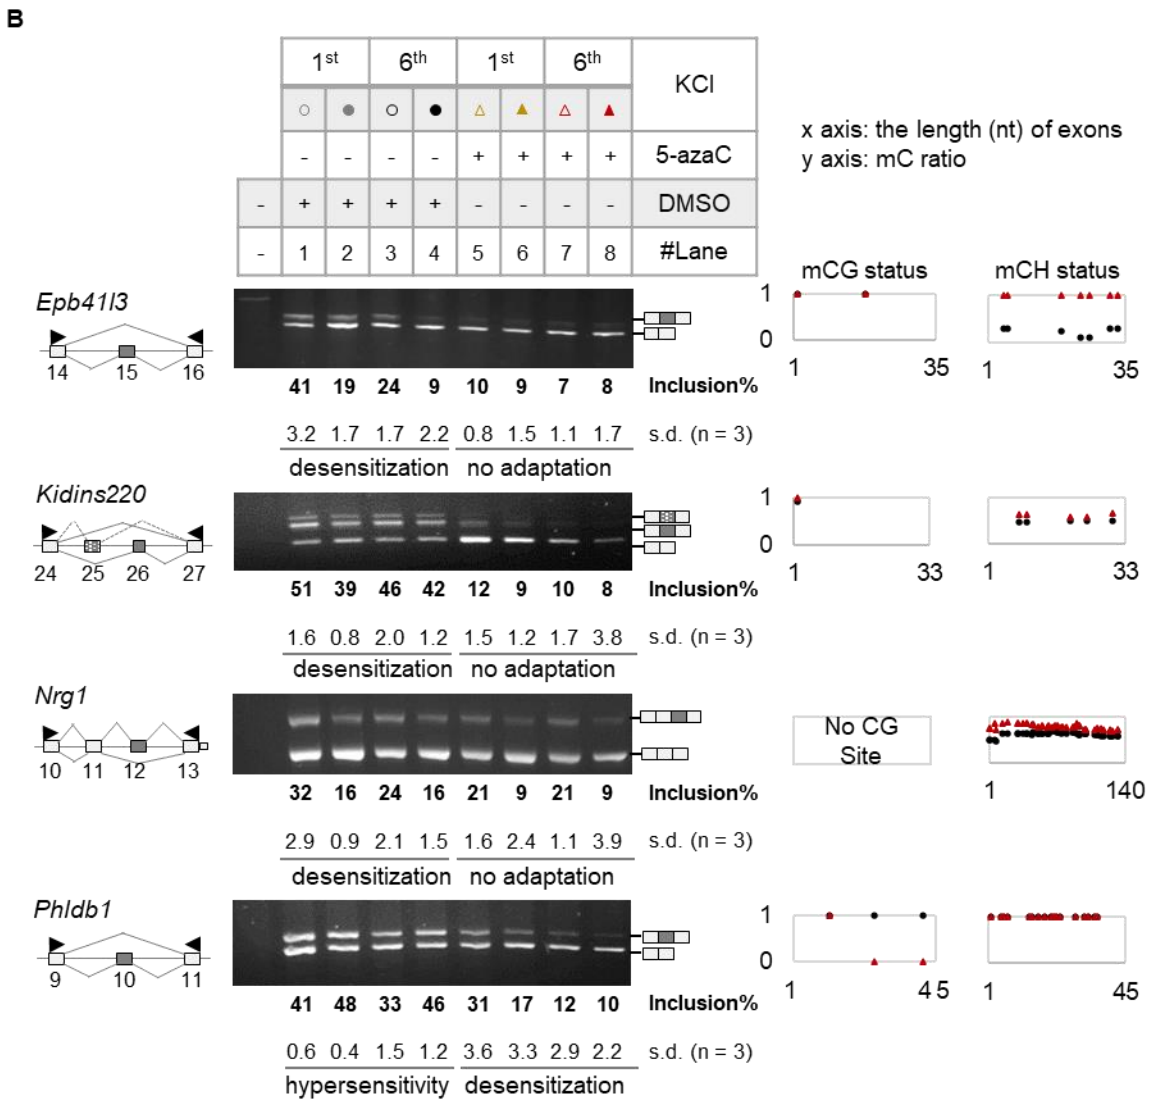 B
1st 6th 1st 6th KCl
- - - - + + + + 5-azaC
- + + + + - - - - DMSO
- 1 2 3 4 5 6 7 8 #Lane
x axis: the length (nt) of exons
y axis: mC ratio
mCG status mCH status
Epb41l3
14 15 16
41 19 24 9 10 9 7 8 Inclusion%
3.2 1.7 1.7 2.2 0.8 1.5 1.1 1.7 s.d. (n = 3)
desensitization no adaptation
1
0
1 35
1 35
Kidins220
24 25 26 27
51 39 46 42 12 9 10 8 Inclusion%
1.6 0.8 2.0 1.2 1.5 1.2 1.7 3.8 s.d. (n = 3)
desensitization no adaptation
1
0
1 33
1 33
Nrg1
10 11 12 13
32 16 24 16 21 9 21 9 Inclusion%
2.9 0.9 2.1 1.5 1.6 2.4 1.1 3.9 s.d. (n = 3)
desensitization no adaptation
No CG
Site
1 140
Phldb1
9 10 11
41 48 33 46 31 17 12 10 Inclusion%
0.6 0.4 1.5 1.2 3.6 3.3 2.9 2.2 s.d. (n = 3)
hypersensitivity desensitization
1
0
1 45
1 45